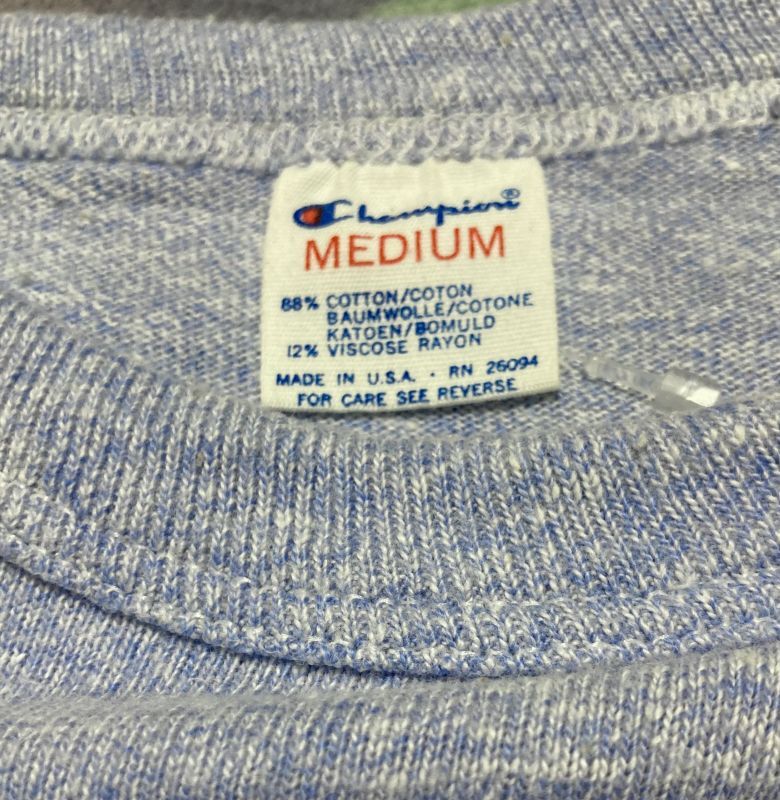 Champion®
MEDIUM
88% COTTON/COTON
BAUMWOLLE/COTONE
KATOEN/BOMULD
12% VISCOSE RAYON
MADE IN U.S.A. · RN 26094
FOR CARE SEE REVERSE